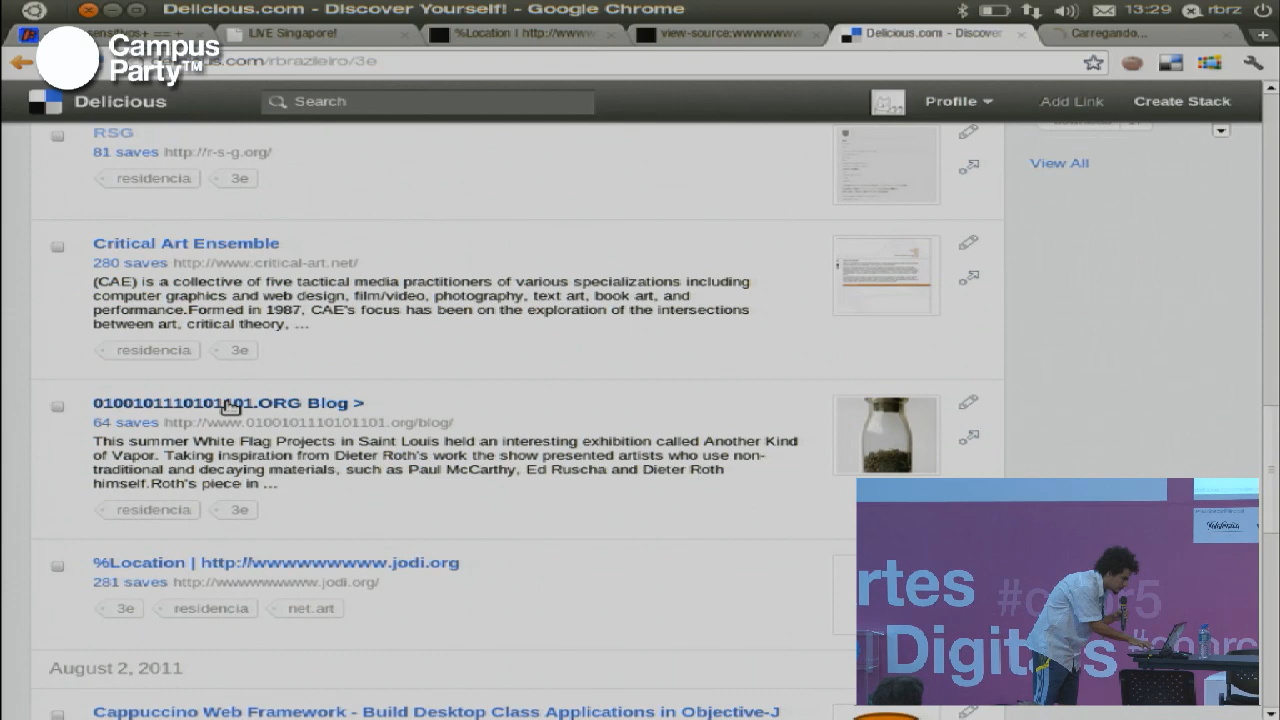 Delicious.com - Discover Yourself! - Google Chrome
13:29
rbrz
LIVE Singapore!
%Location | http://www
view-source:wwwwwww
Delicious.com - Discover
Carregando...
Campus
Party™
.com/rbrazileiro/3e
Delicious
Search
Profile
Add Link
Create Stack
RSG
81 saves http://r-s-g.org/
residencia
3e
View All
Critical Art Ensemble
280 saves http://www.critical-art.net/
(CAE) is a collective of five tactical media practitioners of various specializations including
computer graphics and web design, film/video, photography, text art, book art, and
performance.Formed in 1987, CAE's focus has been on the exploration of the intersections
between art, critical theory, ...
residencia
3e
0100101110101101.ORG Blog >
64 saves http://www.0100101110101101.org/blog/
This summer White Flag Projects in Saint Louis held an interesting exhibition called Another Kind
of Vapor. Taking inspiration from Dieter Roth's work the show presented artists who use non-
traditional and decaying materials, such as Paul McCarthy, Ed Ruscha and Dieter Roth
himself.Roth's piece in ...
residencia
3e
%Location | http://wwwwwwwww.jodi.org
281 saves http://wwwwwwwww.jodi.org/
3e
residencia
net.art
August 2, 2011
Cappuccino Web Framework - Build Desktop Class Applications in Objective-J
Telefónica
rtes
Digit
s